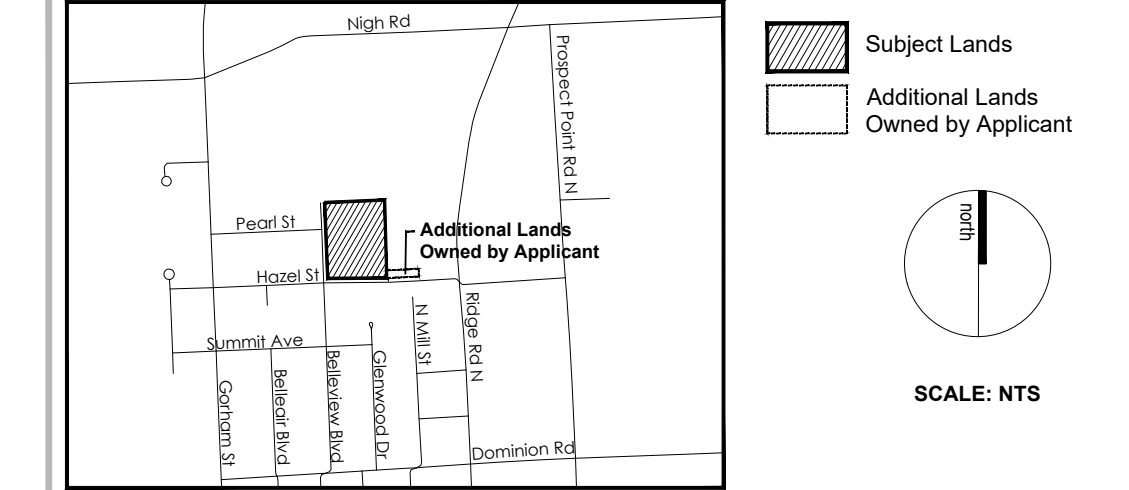 Nigh Rd
Prospect Point Rd N
Pearl St
Additional Lands
Owned by Applicant
Hazel St
Ridge Rd N
N Mill St
Summit Ave
Belleview Blvd
Glenwood Dr
Belleair Blvd
Gorham St
Dominion Rd
Subject Lands
Additional Lands
Owned by Applicant
north
SCALE: NTS